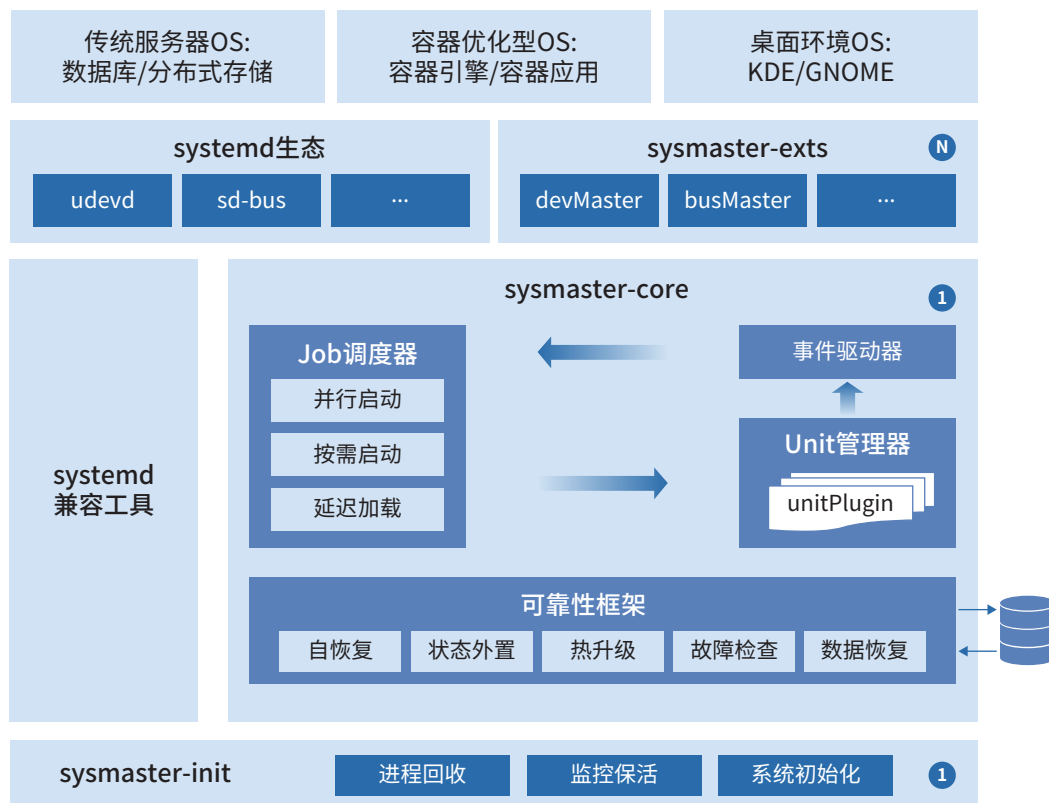 传统服务器OS:
数据库/分布式存储
容器优化型OS:
容器引擎/容器应用
桌面环境OS:
KDE/GNOME
systemd生态
udevd
sd-bus
...
sysmaster-exts
N
devMaster
busMaster
...
systemd
兼容工具
sysmaster-core
1
Job调度器
并行启动
按需启动
延迟加载
事件驱动器
Unit管理器
unitPlugin
可靠性框架
自恢复
状态外置
热升级
故障检查
数据恢复
sysmaster-init
进程回收
监控保活
系统初始化
1